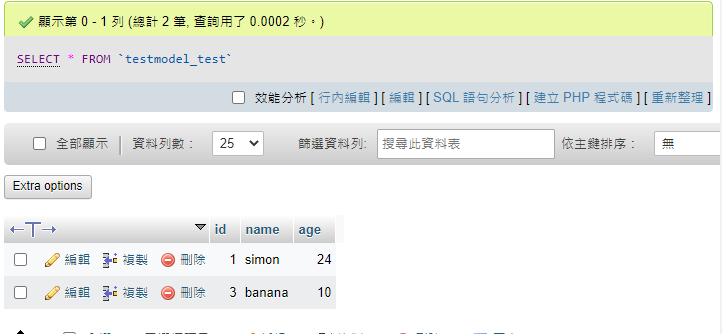 顯示第 0 - 1 列 (總計 2 筆, 查詢用了 0.0002 秒。)
SELECT * FROM `testmodel_test`
效能分析 [ 行內編輯 ] [ 編輯 ] [ SQL 語句分析 ] [ 建立 PHP 程式碼 ] [ 重新整理 ]
全部顯示 資料列數： 25 篩選資料列: 搜尋此資料表 依主鍵排序： 無
Extra options
id name age
編輯 複製 刪除 1 simon 24
編輯 複製 刪除 3 banana 10